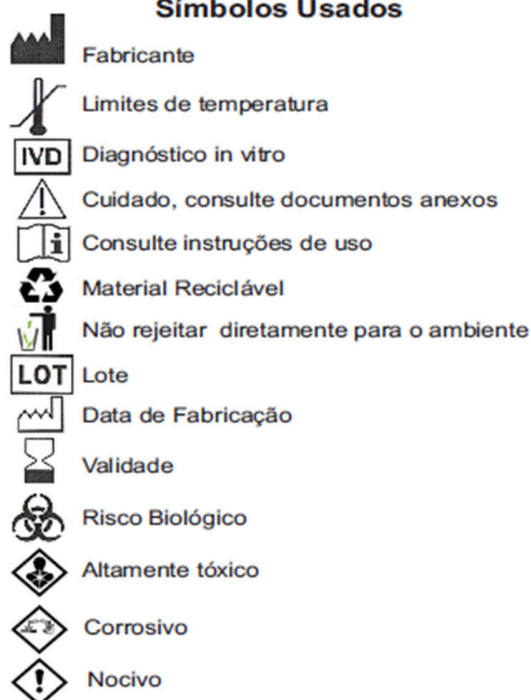 Símbolos Usados
Fabricante
Limites de temperatura
IVD Diagnóstico in vitro
Cuidado, consulte documentos anexos
i Consulte instruções de uso
Material Reciclável
Não rejeitar diretamente para o ambiente
LOT Lote
Data de Fabricação
Validade
Risco Biológico
Altamente tóxico
Corrosivo
Nocivo